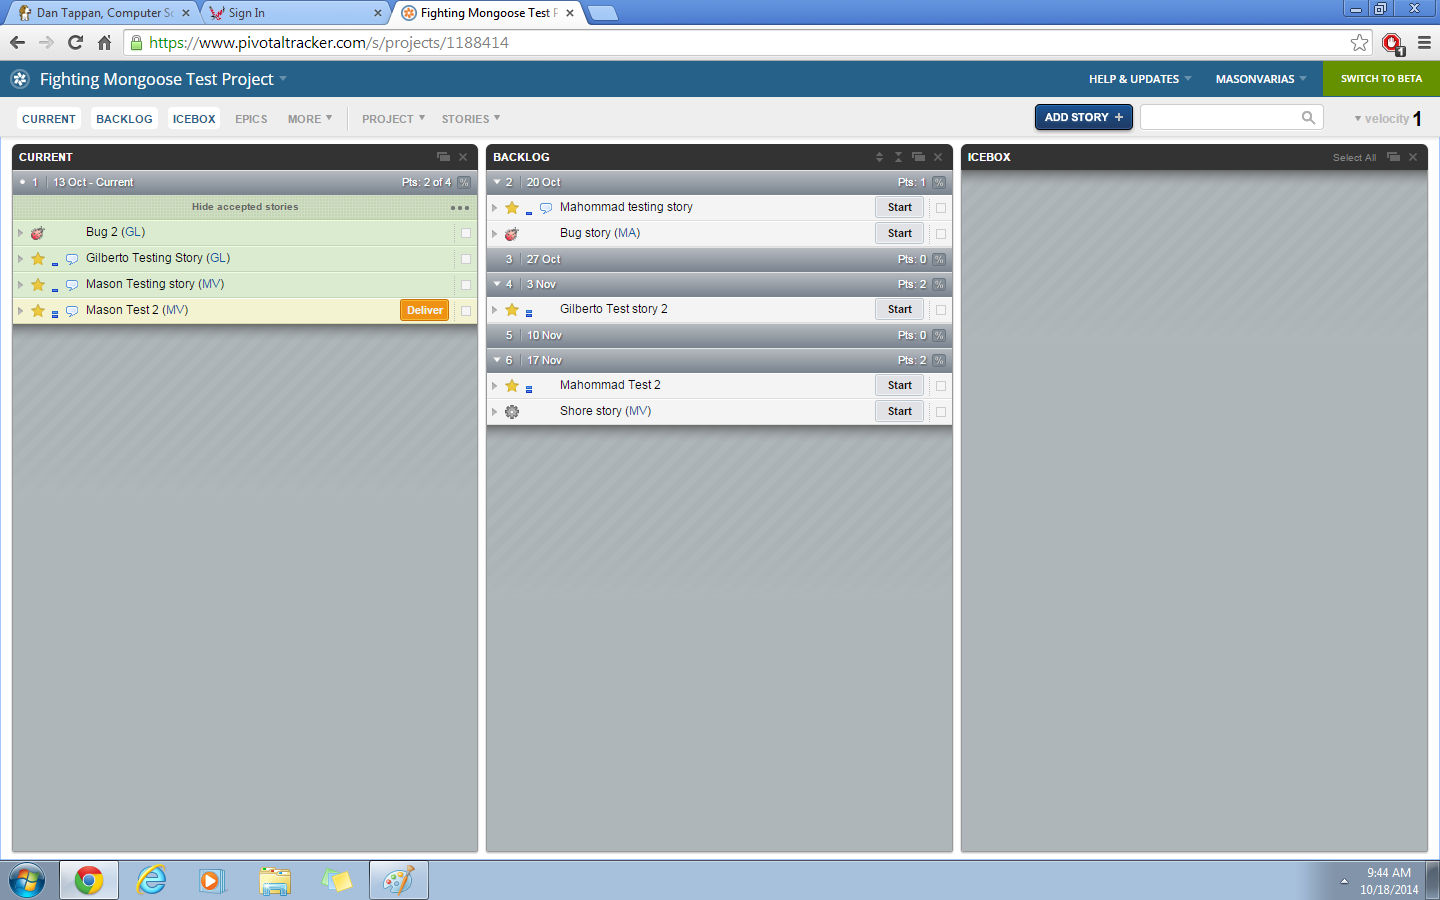 Dan Tappan, Computer Sc
Sign In
Fighting Mongoose Test P
https://www.pivotaltracker.com/s/projects/1188414
1
Fighting Mongoose Test Project
HELP & UPDATES
MASONVARIAS
SWITCH TO BETA
CURRENT
BACKLOG
ICEBOX
EPICS
MORE
PROJECT
STORIES
ADD STORY +
velocity 1
CURRENT
1 13 Oct - Current Pts: 2 of 4 %
Hide accepted stories
Bug 2 (GL)
Gilberto Testing Story (GL)
Mason Testing story (MV)
Mason Test 2 (MV) Deliver
BACKLOG
2 20 Oct Pts: 1 %
Mahommad testing story Start
Bug story (MA) Start
3 27 Oct Pts: 0 %
4 3 Nov Pts: 2 %
Gilberto Test story 2 Start
5 10 Nov Pts: 0 %
6 17 Nov Pts: 2 %
Mahommad Test 2 Start
Shore story (MV) Start
ICEBOX Select All
9:44 AM
10/18/2014